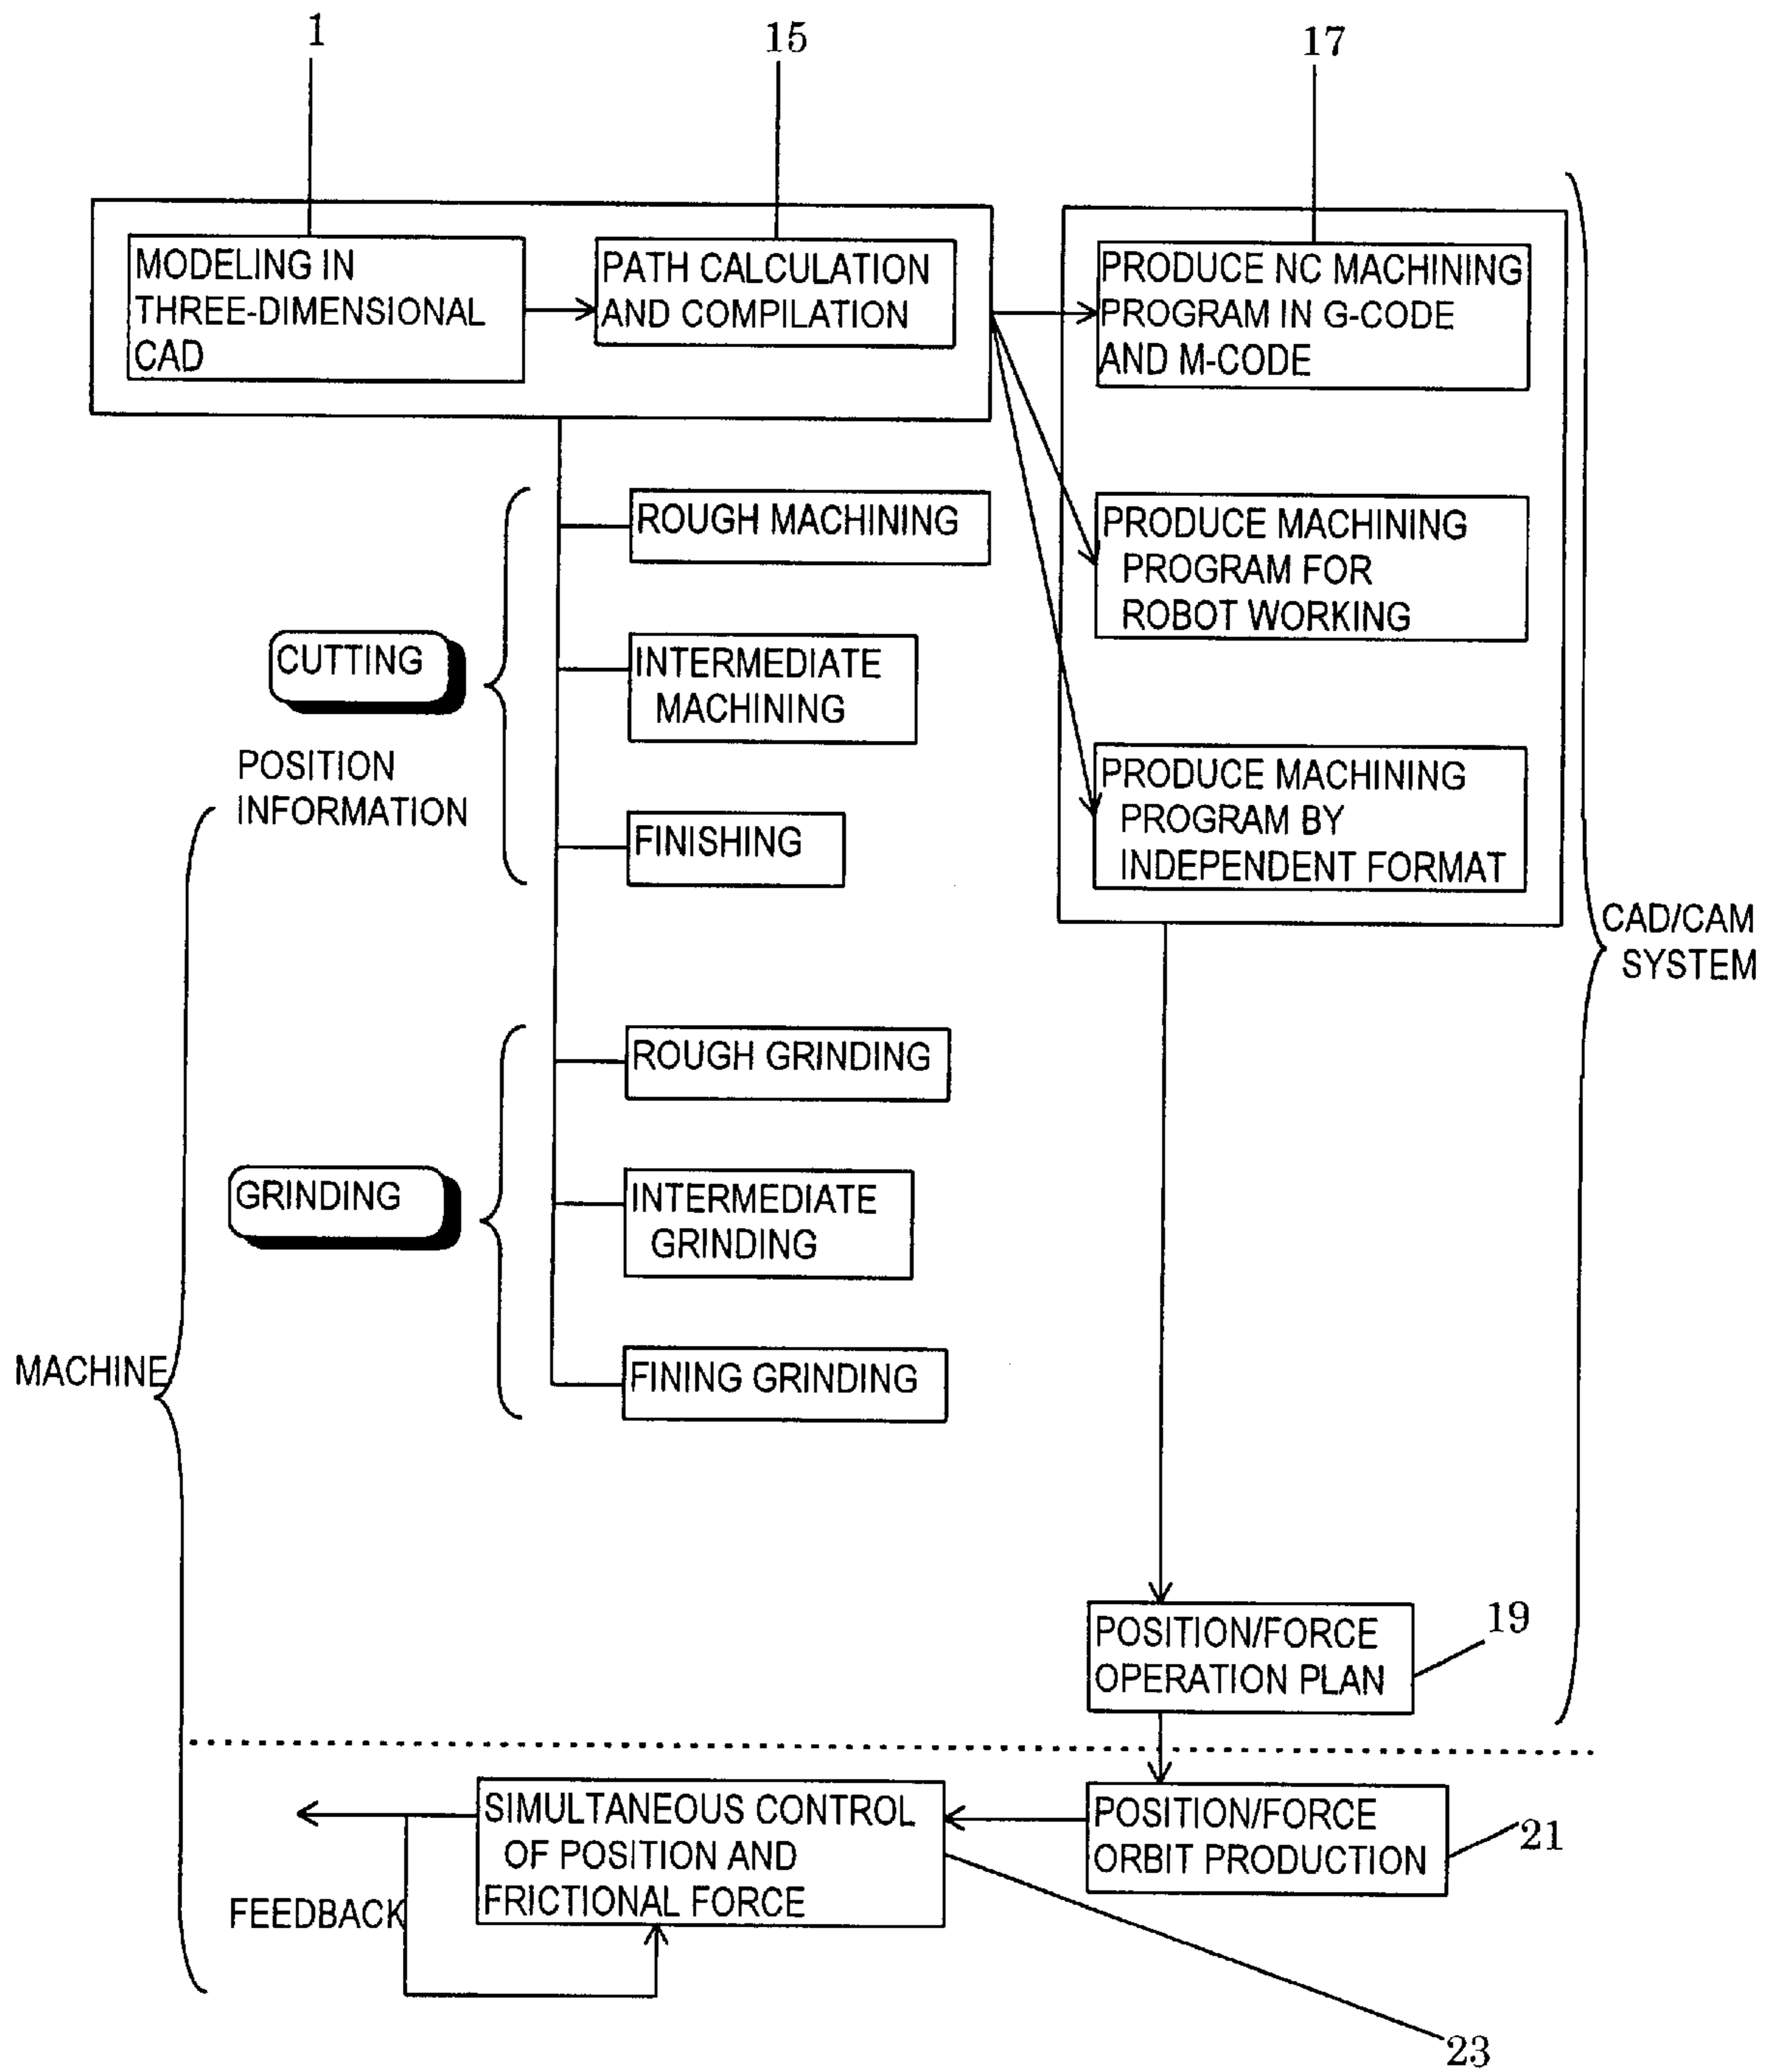 1
15
17
MODELING IN
THREE-DIMENSIONAL
CAD
PATH CALCULATION
AND COMPILATION
PRODUCE NC MACHINING
PROGRAM IN G-CODE
AND M-CODE
ROUGH MACHINING
PRODUCE MACHINING
PROGRAM FOR
ROBOT WORKING
CUTTING
INTERMEDIATE
MACHINING
POSITION
INFORMATION
FINISHING
PRODUCE MACHINING
PROGRAM BY
INDEPENDENT FORMAT
CAD/CAM
SYSTEM
ROUGH GRINDING
GRINDING
INTERMEDIATE
GRINDING
MACHINE
FINING GRINDING
POSITION/FORCE
OPERATION PLAN
19
SIMULTANEOUS CONTROL
OF POSITION AND
FRICTIONAL FORCE
POSITION/FORCE
ORBIT PRODUCTION
21
FEEDBACK
23